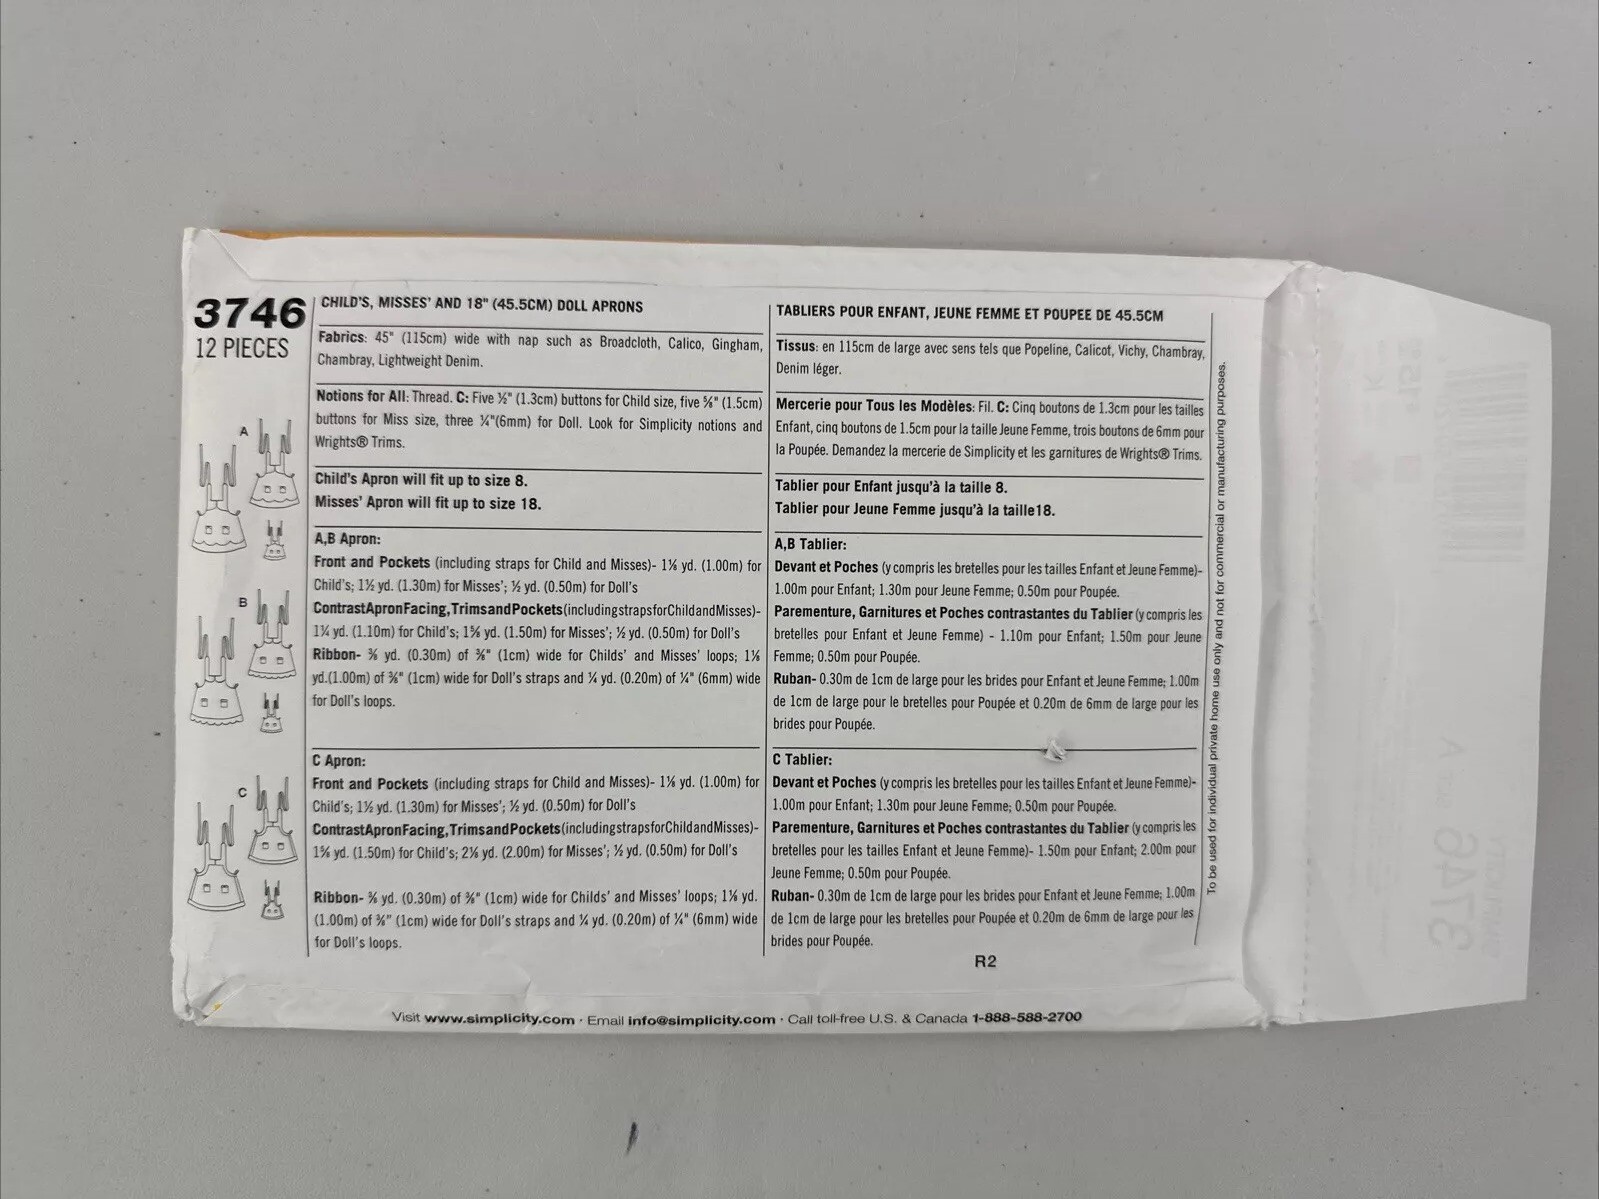 3746
12 PIECES
A
B
C
CHILD'S, MISSES' AND 18" (45.5CM) DOLL APRONS
Fabrics: 45" (115cm) wide with nap such as Broadcloth, Calico, Gingham,
Chambray, Lightweight Denim.
Notions for All: Thread. C: Five ½" (1.3cm) buttons for Child size, five ⅝" (1.5cm)
buttons for Miss size, three ¼"(6mm) for Doll. Look for Simplicity notions and
Wrights® Trims.
Child's Apron will fit up to size 8.
Misses' Apron will fit up to size 18.
A,B Apron:
Front and Pockets (including straps for Child and Misses)- 1⅛ yd. (1.00m) for
Child's; 1½ yd. (1.30m) for Misses'; ½ yd. (0.50m) for Doll's
ContrastApronFacing,TrimsandPockets(includingstrapsforChildandMisses)-
1¼ yd. (1.10m) for Child's; 1⅝ yd. (1.50m) for Misses'; ½ yd. (0.50m) for Doll's
Ribbon- ⅜ yd. (0.30m) of ⅜" (1cm) wide for Childs' and Misses' loops; 1⅛
yd.(1.00m) of ⅜" (1cm) wide for Doll's straps and ¼ yd. (0.20m) of ¼" (6mm) wide
for Doll's loops.
C Apron:
Front and Pockets (including straps for Child and Misses)- 1⅛ yd. (1.00m) for
Child's; 1½ yd. (1.30m) for Misses'; ½ yd. (0.50m) for Doll's
ContrastApronFacing,TrimsandPockets(includingstrapsforChildandMisses)-
1⅝ yd. (1.50m) for Child's; 2⅛ yd. (2.00m) for Misses'; ½ yd. (0.50m) for Doll's
Ribbon- ⅜ yd. (0.30m) of ⅜" (1cm) wide for Childs' and Misses' loops; 1⅛ yd.
(1.00m) of ⅜" (1cm) wide for Doll's straps and ¼ yd. (0.20m) of ¼" (6mm) wide
for Doll's loops.
TABLIERS POUR ENFANT, JEUNE FEMME ET POUPEE DE 45.5CM
Tissus: en 115cm de large avec sens tels que Popeline, Calicot, Vichy, Chambray,
Denim léger.
Mercerie pour Tous les Modèles: Fil. C: Cinq boutons de 1.3cm pour les tailles
Enfant, cinq boutons de 1.5cm pour la taille Jeune Femme, trois boutons de 6mm pour
la Poupée. Demandez la mercerie de Simplicity et les garnitures de Wrights® Trims.
Tablier pour Enfant jusqu'à la taille 8.
Tablier pour Jeune Femme jusqu'à la taille18.
A,B Tablier:
Devant et Poches (y compris les bretelles pour les tailles Enfant et Jeune Femme)-
1.00m pour Enfant; 1.30m pour Jeune Femme; 0.50m pour Poupée.
Parementure, Garnitures et Poches contrastantes du Tablier (y compris les
bretelles pour Enfant et Jeune Femme) - 1.10m pour Enfant; 1.50m pour Jeune
Femme; 0.50m pour Poupée.
Ruban- 0.30m de 1cm de large pour les brides pour Enfant et Jeune Femme; 1.00m
de 1cm de large pour le bretelles pour Poupée et 0.20m de 6mm de large pour les
brides pour Poupée.
C Tablier:
Devant et Poches (y compris les bretelles pour les tailles Enfant et Jeune Femme)-
1.00m pour Enfant; 1.30m pour Jeune Femme; 0.50m pour Poupée.
Parementure, Garnitures et Poches contrastantes du Tablier (y compris les
bretelles pour les tailles Enfant et Jeune Femme)- 1.50m pour Enfant; 2.00m pour
Jeune Femme; 0.50m pour Poupée.
Ruban- 0.30m de 1cm de large pour les brides pour Enfant et Jeune Femme; 1.00m
de 1cm de large pour les bretelles pour Poupée et 0.20m de 6mm de large pour les
brides pour Poupée.
R2
To be used for individual private home use only and not for commercial or manufacturing purposes.
Visit www.simplicity.com · Email info@simplicity.com · Call toll-free U.S. & Canada 1-888-588-2700
3746